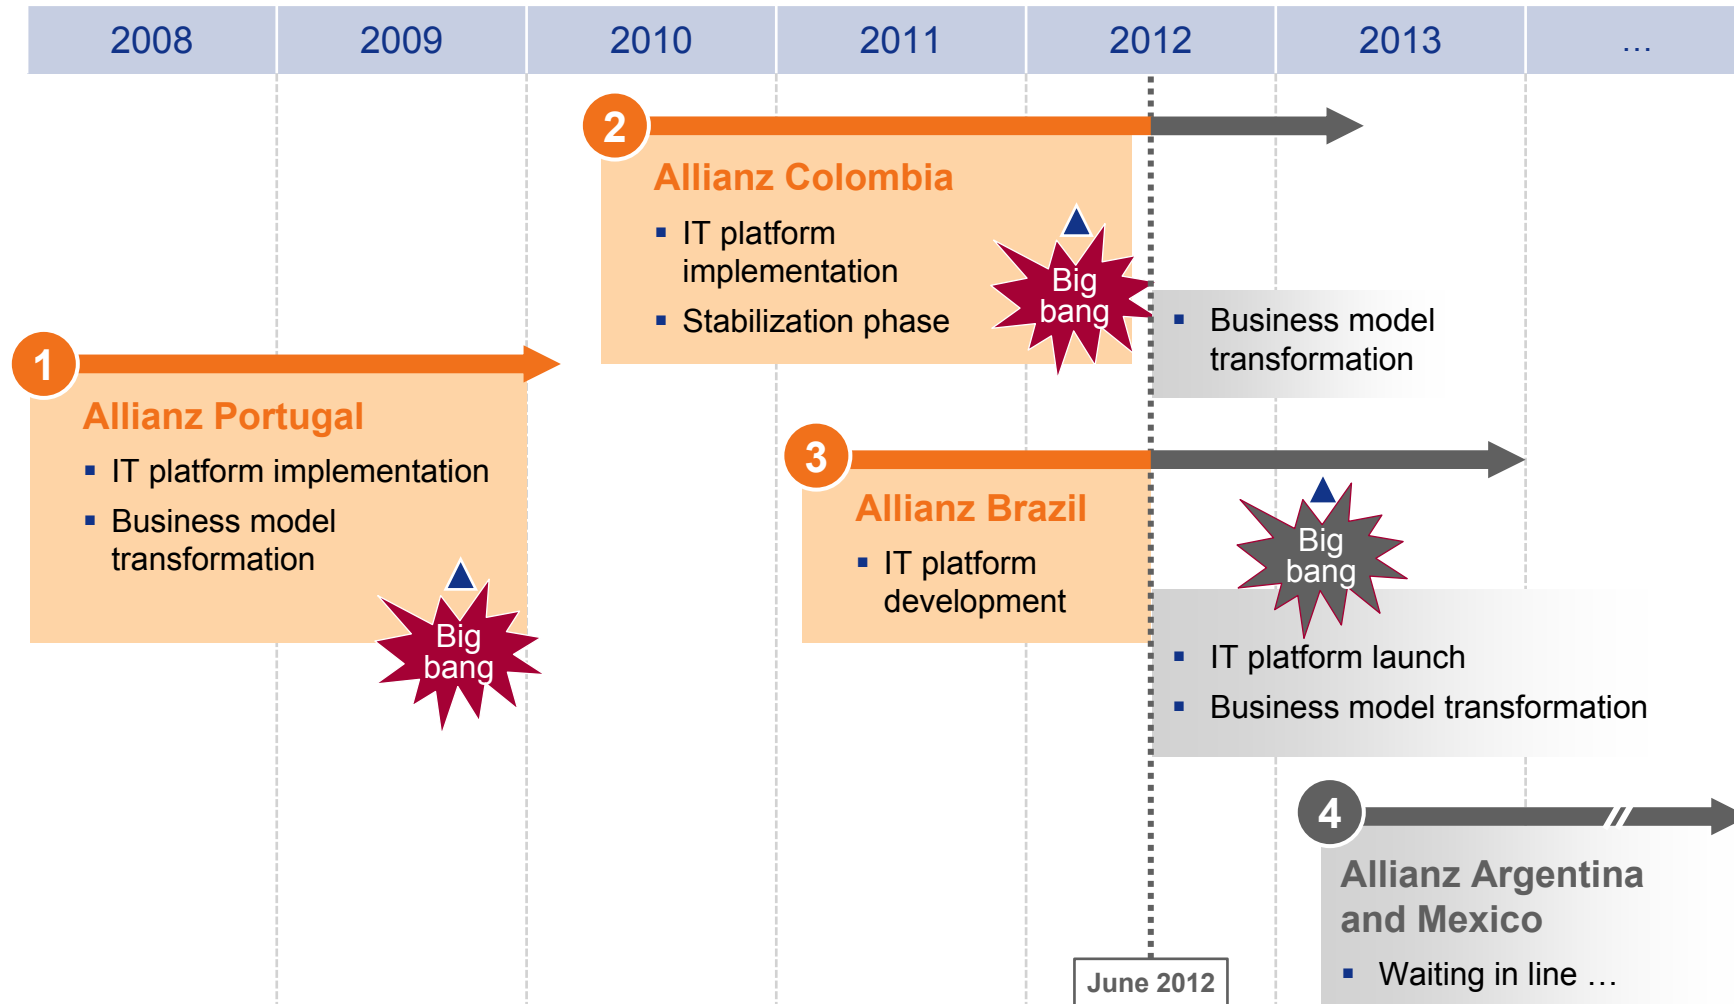 2008 2009 2010 2011 2012 2013 …
2
Allianz Colombia
▪ IT platform
implementation
▪ Stabilization phase
Big
bang
▪ Business model
transformation
1
Allianz Portugal
▪ IT platform implementation
▪ Business model
transformation
Big
bang
3
Allianz Brazil
▪ IT platform
development
Big
bang
▪ IT platform launch
▪ Business model transformation
4
Allianz Argentina
and Mexico
▪ Waiting in line …
June 2012